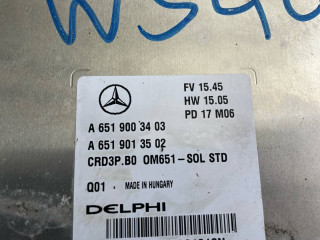 FV 15.45
HW 15.05
PD 17 M06
A 651 900 34 03
A 651 901 35 02
CRD3P.B0 OM651-SOL STD
Q01 MADE IN HUNGARY
DELPHI